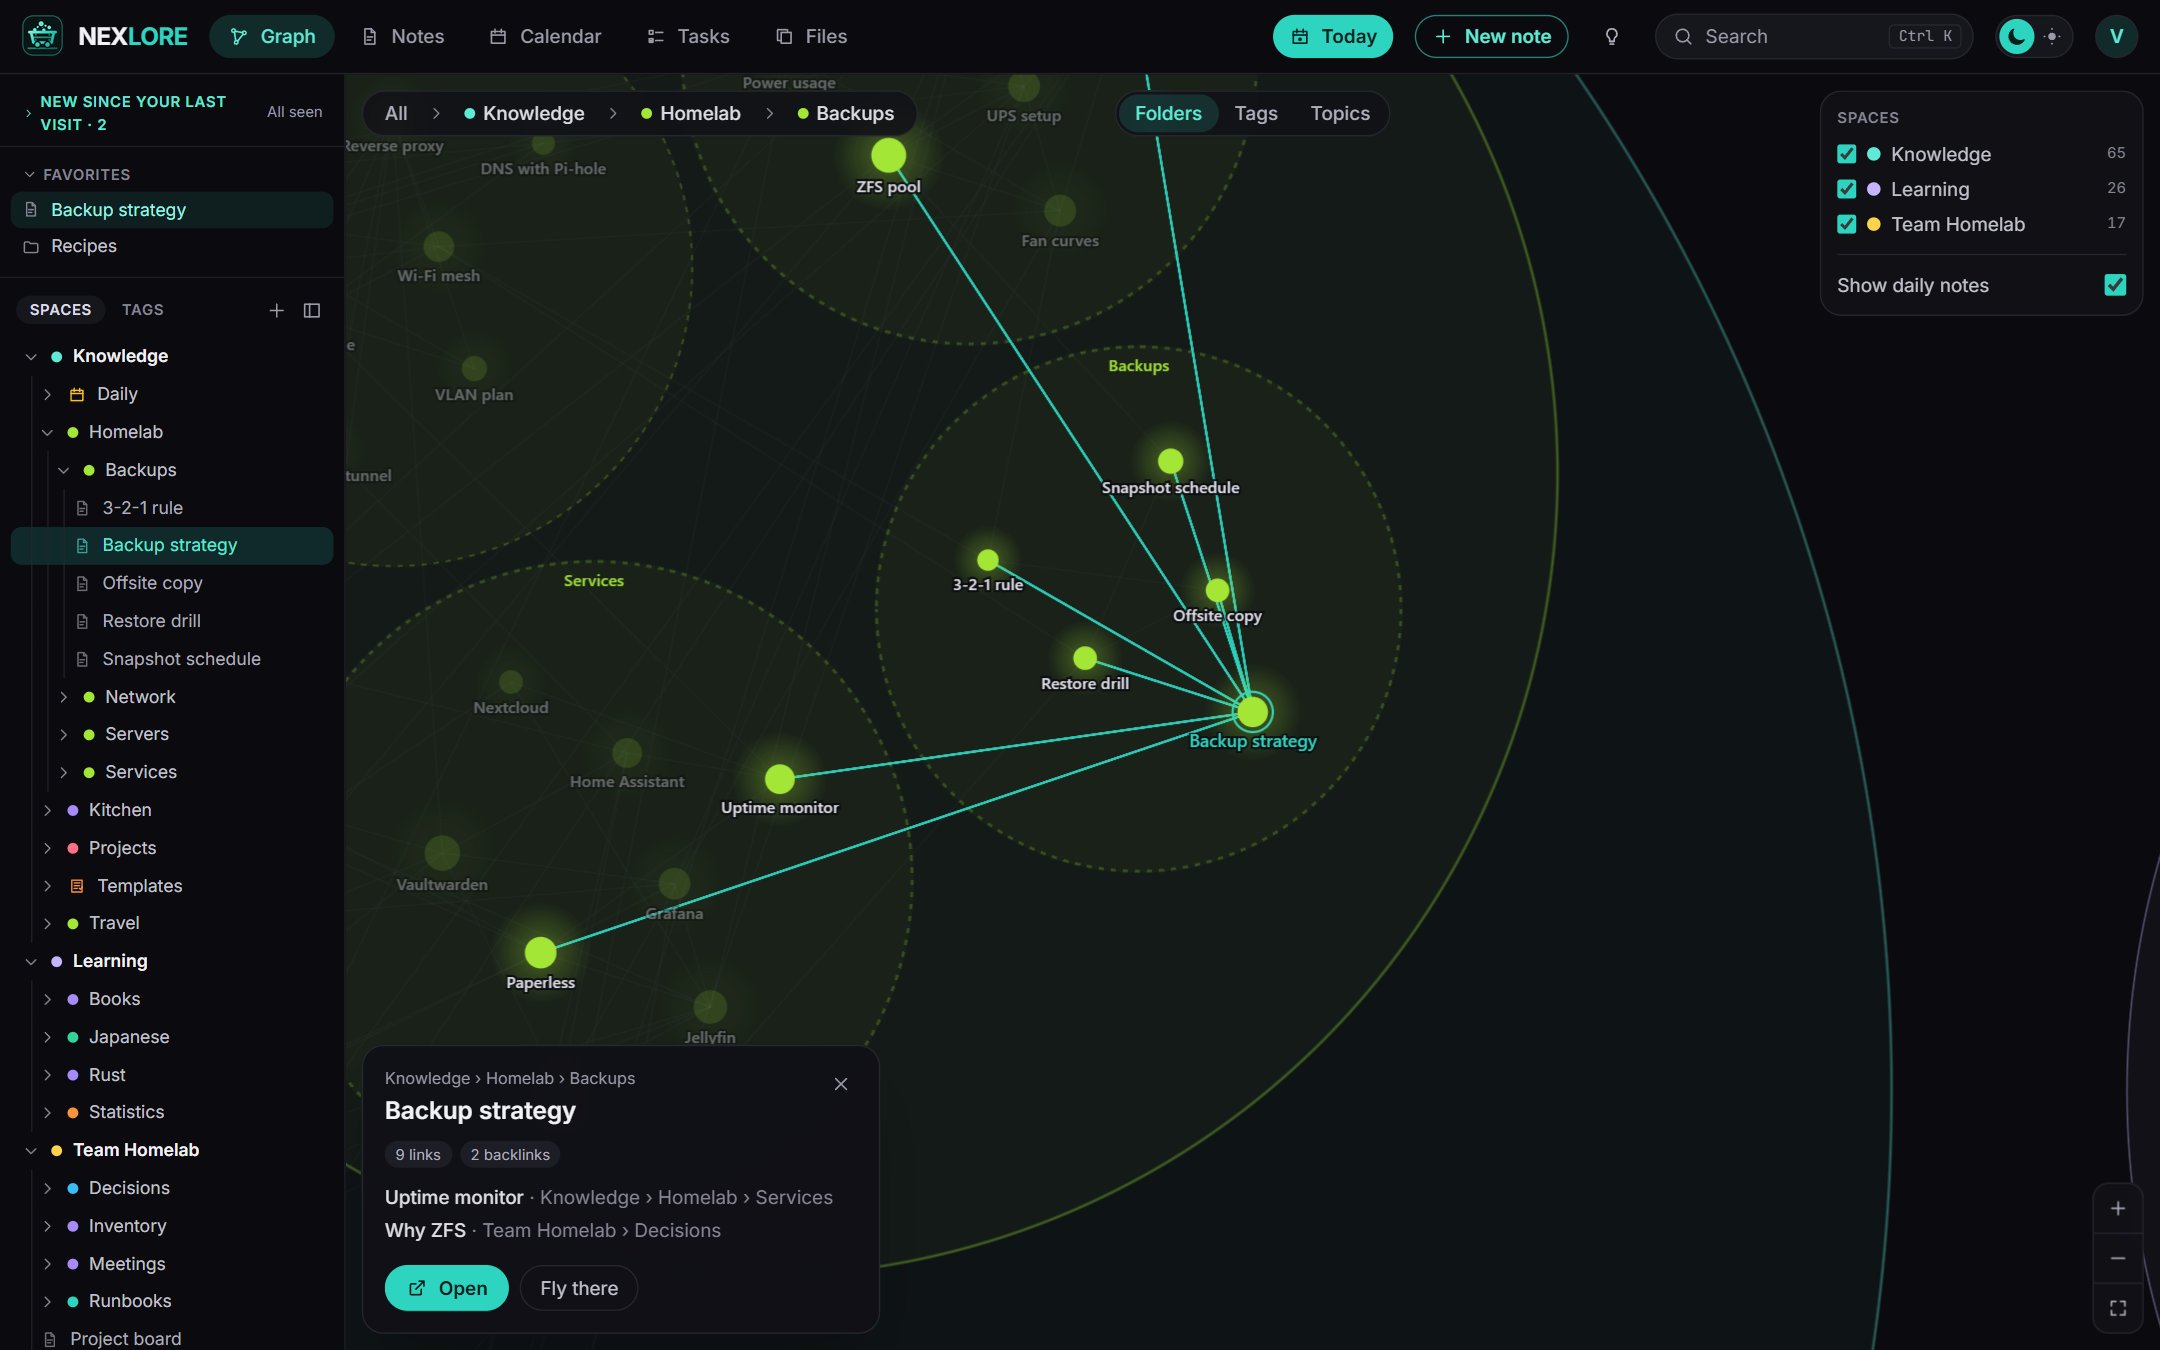 NEXLORE
Graph
Notes
Calendar
Tasks
Files
Today
New note
Search
Ctrl K
V
NEW SINCE YOUR LAST
VISIT · 2
All seen
FAVORITES
Backup strategy
Recipes
SPACES
TAGS
Knowledge
Daily
Homelab
Backups
3-2-1 rule
Backup strategy
Offsite copy
Restore drill
Snapshot schedule
Network
Servers
Services
Kitchen
Projects
Templates
Travel
Learning
Books
Japanese
Rust
Statistics
Team Homelab
Decisions
Inventory
Meetings
Runbooks
Project board
All
Knowledge
Homelab
Backups
Folders
Tags
Topics
Power usage
UPS setup
Reverse proxy
DNS with Pi-hole
ZFS pool
Fan curves
Wi-Fi mesh
e
VLAN plan
Backups
tunnel
Snapshot schedule
Services
3-2-1 rule
Offsite copy
Restore drill
Nextcloud
Backup strategy
Home Assistant
Uptime monitor
Vaultwarden
Grafana
Paperless
Jellyfin
SPACES
Knowledge 65
Learning 26
Team Homelab 17
Show daily notes
Knowledge › Homelab › Backups
Backup strategy
9 links
2 backlinks
Uptime monitor · Knowledge › Homelab › Services
Why ZFS · Team Homelab › Decisions
Open
Fly there